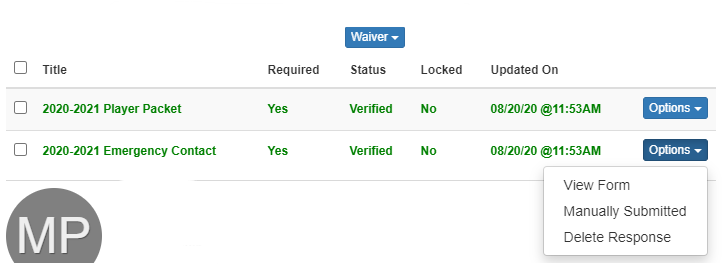 Waiver
Title Required Status Locked Updated On
2020-2021 Player Packet Yes Verified No 08/20/20 @11:53AM Options
2020-2021 Emergency Contact Yes Verified No 08/20/20 @11:53AM Options
View Form
Manually Submitted
Delete Response
MP